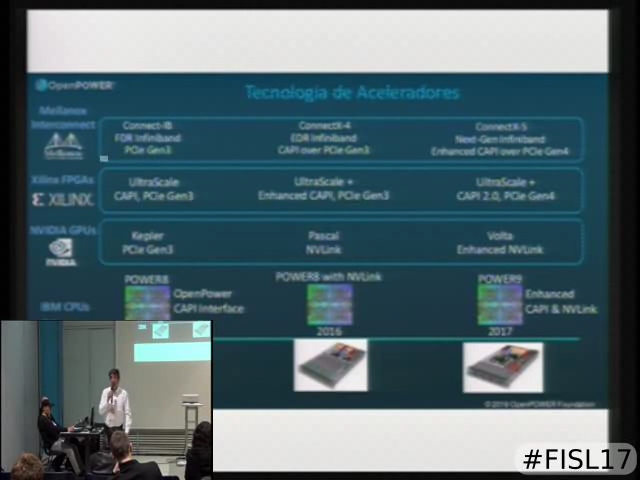 OpenPOWER
Tecnologia de Aceleradores
Mellanox
Interconnect
Connect-IB
FDR Infiniband
PCIe Gen3
ConnectX-4
EDR Infiniband
CAPI over PCIe Gen3
ConnectX-5
Next-Gen Infiniband
Enhanced CAPI over PCIe Gen4
Mellanox
Xilinx FPGAs
XILINX
UltraScale
CAPI, PCIe Gen3
UltraScale +
Enhanced CAPI, PCIe Gen3
UltraScale +
CAPI 2.0, PCIe Gen4
NVIDIA GPUs
NVIDIA
Kepler
PCIe Gen3
Pascal
NVLink
Volta
Enhanced NVLink
IBM CPUs
POWER8
OpenPower
CAPI Interface
POWER8 with NVLink
2016
POWER9
Enhanced
CAPI & NVLink
2017
© 2016 OpenPOWER Foundation
#FISL17